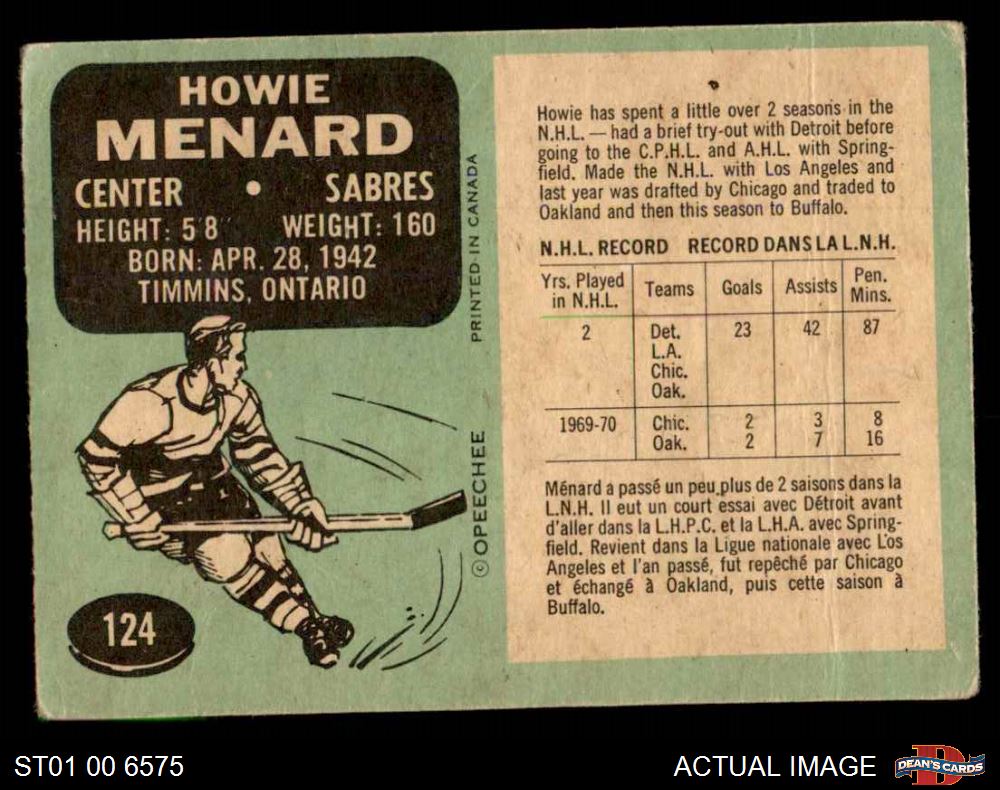 HOWIE
MENARD
CENTER • SABRES
HEIGHT: 5'8" WEIGHT: 160
BORN: APR. 28, 1942
TIMMINS, ONTARIO
124
© OPEECHEE PRINTED IN CANADA
Howie has spent a little over 2 seasons in the
N.H.L. — had a brief try-out with Detroit before
going to the C.P.H.L. and A.H.L. with Spring-
field. Made the N.H.L. with Los Angeles and
last year was drafted by Chicago and traded to
Oakland and then this season to Buffalo.
N.H.L. RECORD RECORD DANS LA L.N.H.
Yrs. Played in N.H.L. Teams Goals Assists Pen. Mins.
2 Det. 23 42 87
L.A.
Chic.
Oak.
1969-70 Chic. 2 3 8
Oak. 2 7 16
Ménard a passé un peu plus de 2 saisons dans la
L.N.H. Il eut un court essai avec Détroit avant
d'aller dans la L.H.P.C. et la L.H.A. avec Spring-
field. Revient dans la Ligue nationale avec Los
Angeles et l'an passé, fut repêché par Chicago
et échangé à Oakland, puis cette saison à
Buffalo.
ST01 00 6575 ACTUAL IMAGE DEAN'S CARDS